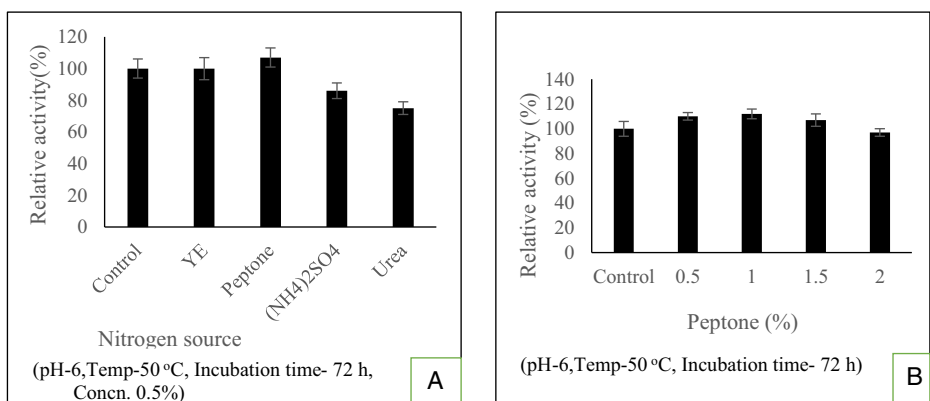 120
100
80
60
40
20
0
Relative activity(%)
Control
YE
Peptone
(NH4)2SO4
Urea
Nitrogen source
(pH-6,Temp-50 °C, Incubation time- 72 h,
Concn. 0.5%)
A
140
120
100
80
60
40
20
0
Relative activity (%)
Control 0.5 1 1.5 2
Peptone (%)
(pH-6,Temp-50 °C, Incubation time- 72 h)
B